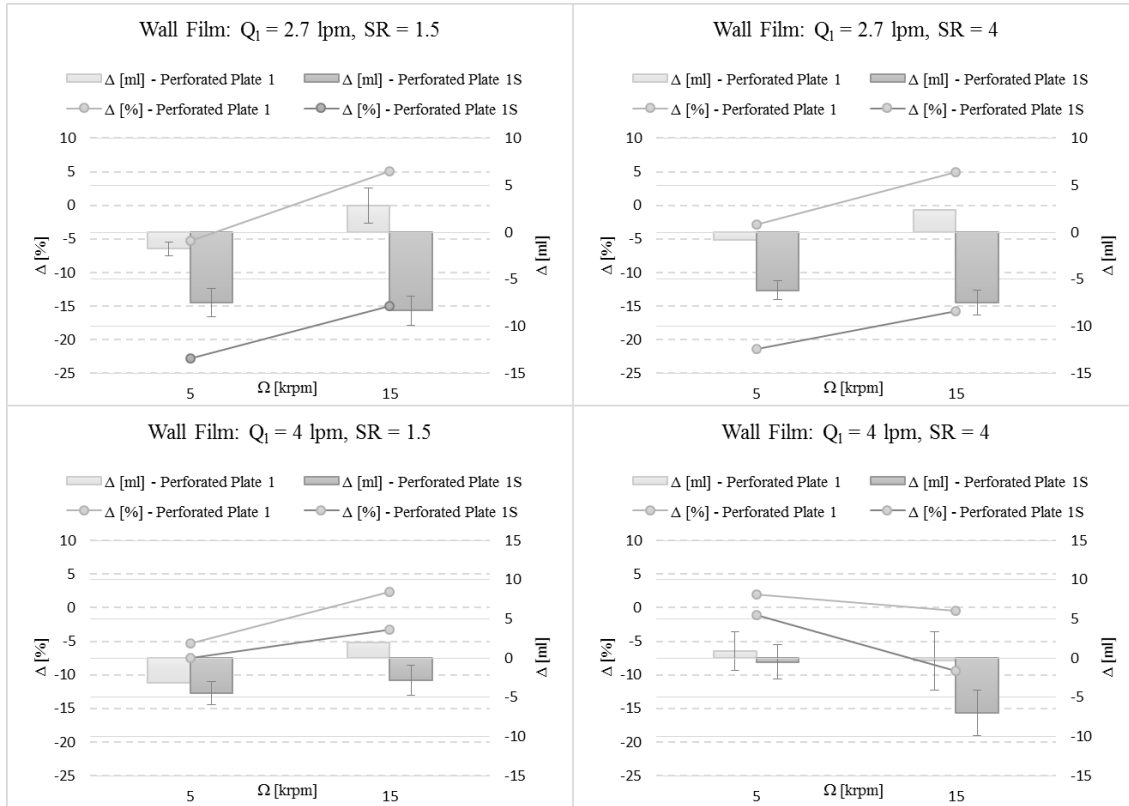 Wall Film: Ql = 2.7 lpm, SR = 1.5
Δ [ml] - Perforated Plate 1 Δ [ml] - Perforated Plate 1S
Δ [%] - Perforated Plate 1 Δ [%] - Perforated Plate 1S
10
5
0
-5
-10
-15
-20
-25
Δ [%]
10
5
0
-5
-10
-15
Δ [ml]
5 Ω [krpm] 15
Wall Film: Ql = 2.7 lpm, SR = 4
Δ [ml] - Perforated Plate 1 Δ [ml] - Perforated Plate 1S
Δ [%] - Perforated Plate 1 Δ [%] - Perforated Plate 1S
10
5
0
-5
-10
-15
-20
-25
Δ [%]
10
5
0
-5
-10
-15
Δ [ml]
5 Ω [krpm] 15
Wall Film: Ql = 4 lpm, SR = 1.5
Δ [ml] - Perforated Plate 1 Δ [ml] - Perforated Plate 1S
Δ [%] - Perforated Plate 1 Δ [%] - Perforated Plate 1S
10
5
0
-5
-10
-15
-20
-25
Δ [%]
15
10
5
0
-5
-10
-15
Δ [ml]
5 Ω [krpm] 15
Wall Film: Ql = 4 lpm, SR = 4
Δ [ml] - Perforated Plate 1 Δ [ml] - Perforated Plate 1S
Δ [%] - Perforated Plate 1 Δ [%] - Perforated Plate 1S
10
5
0
-5
-10
-15
-20
-25
Δ [%]
15
10
5
0
-5
-10
-15
Δ [ml]
5 Ω [krpm] 15